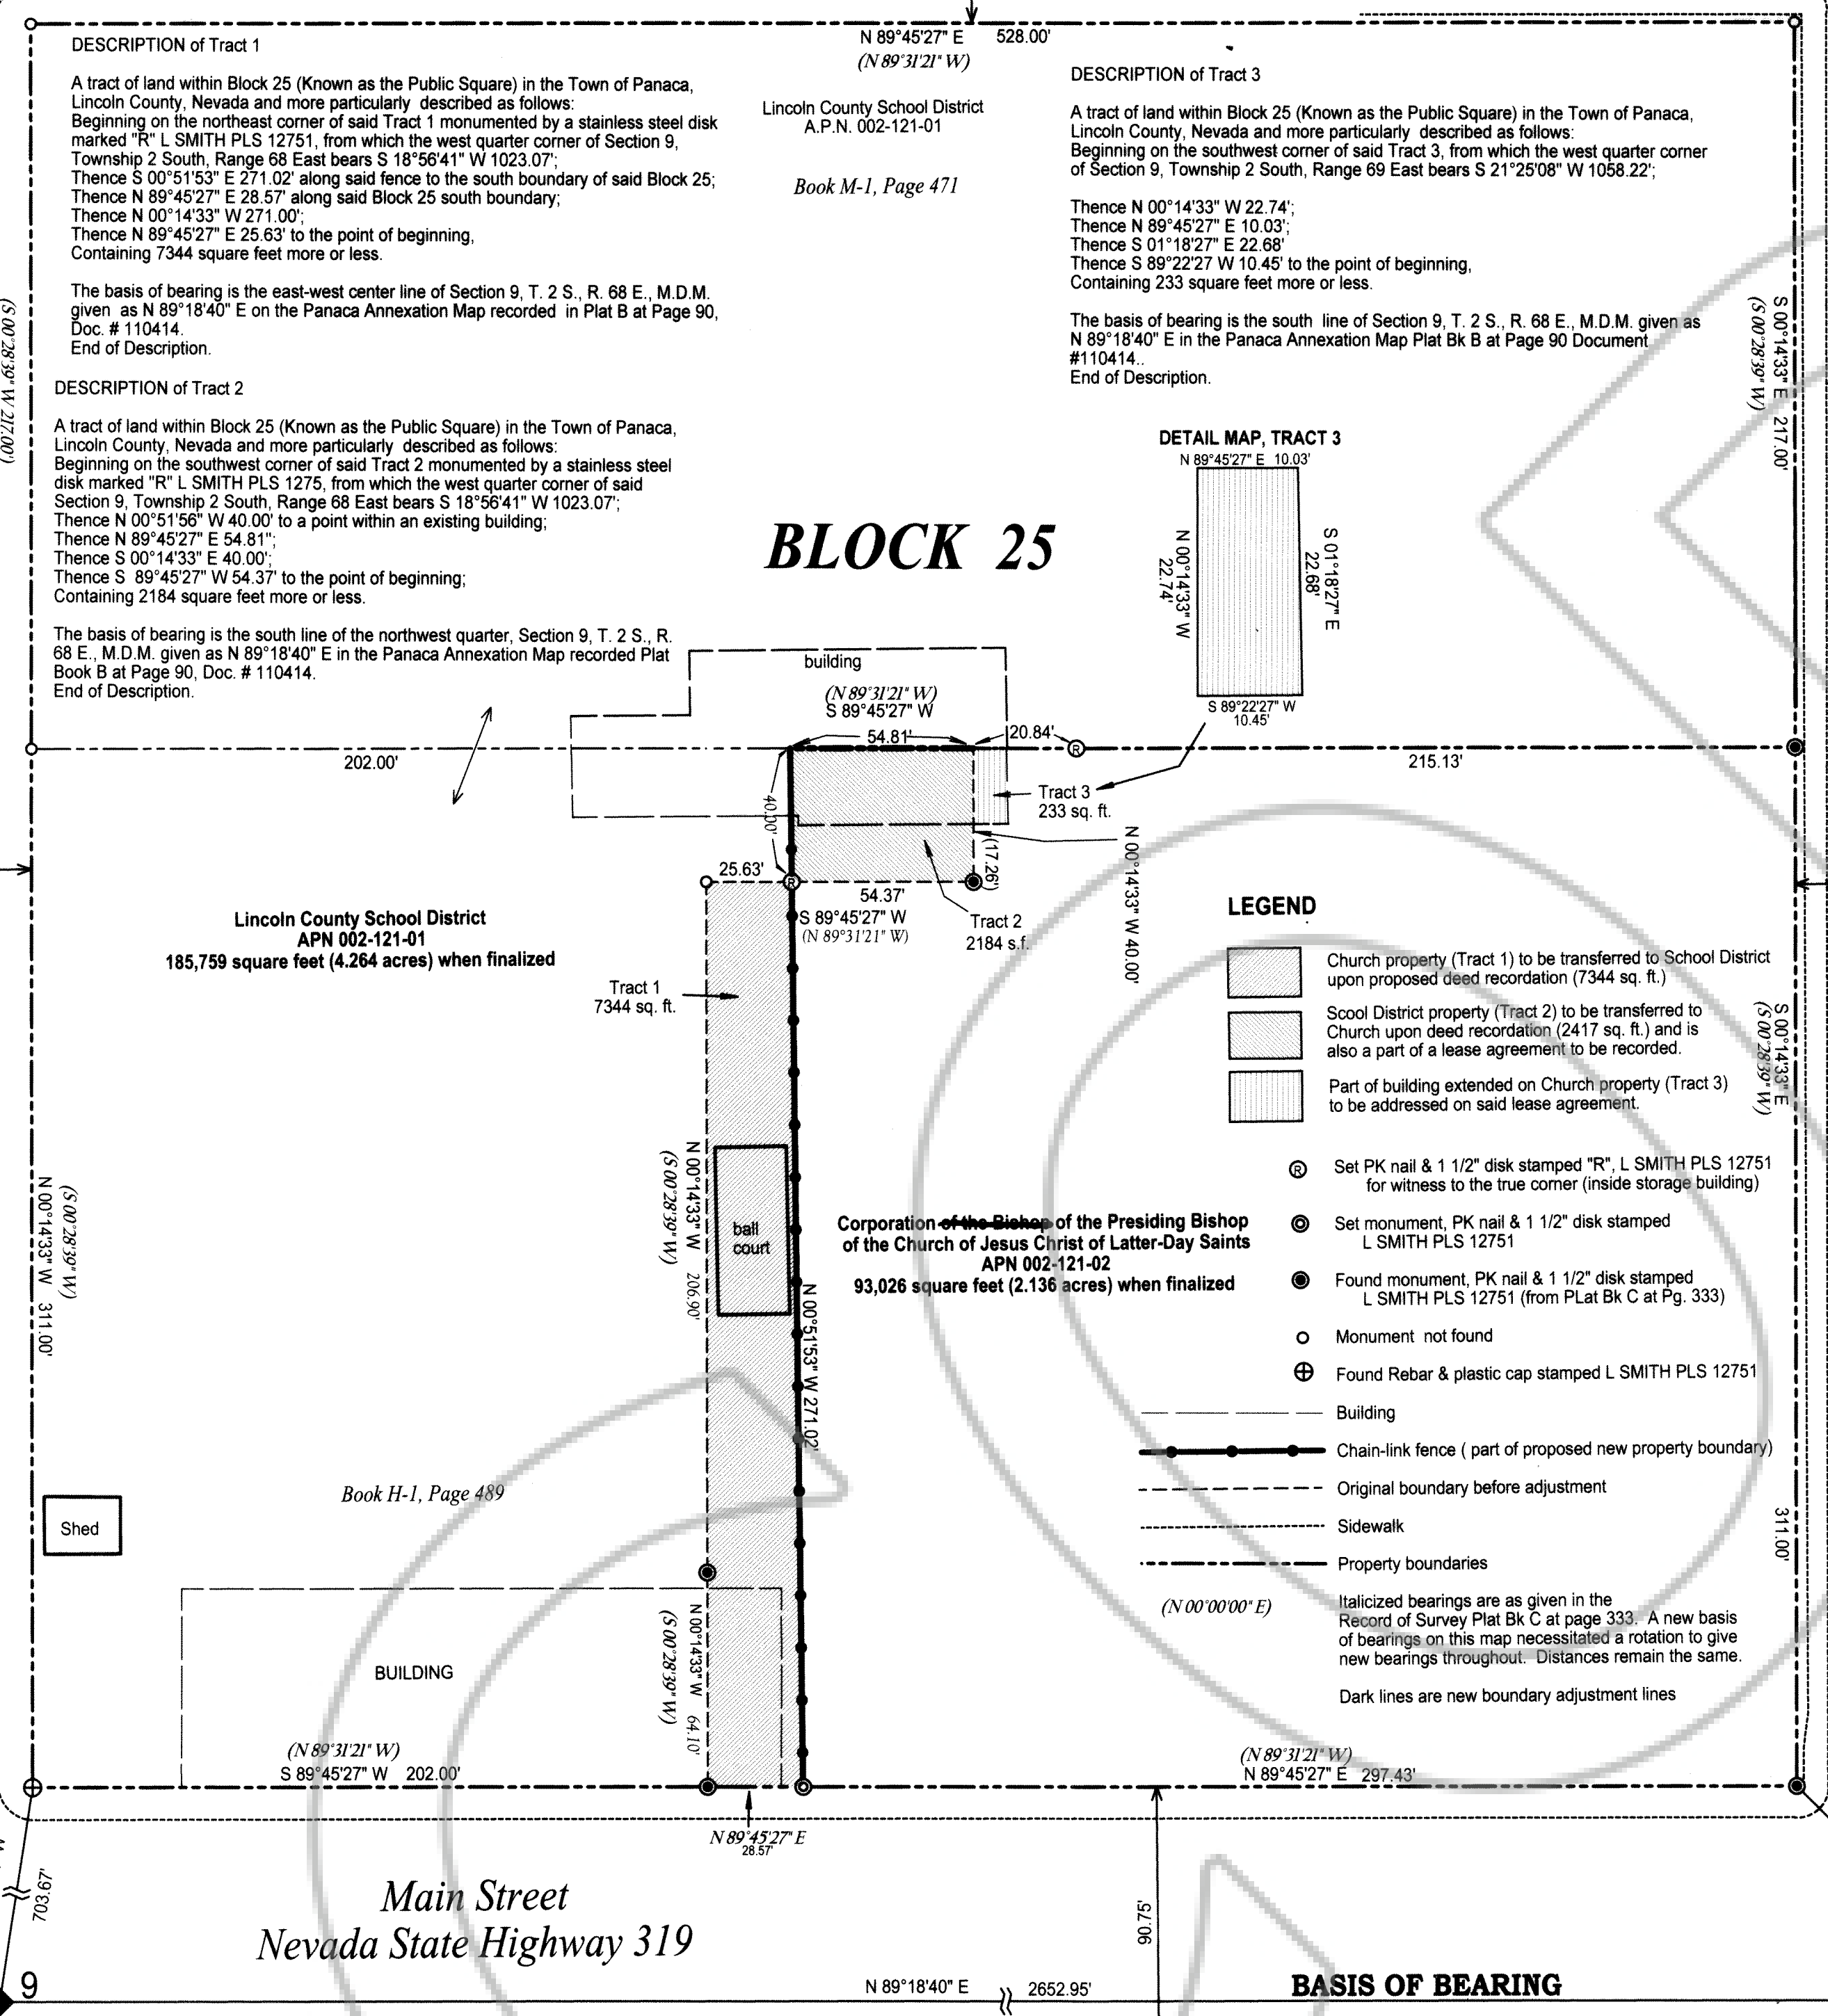 N 89°45'27" E 528.00'
(N 89°31'21" W)
DESCRIPTION of Tract 1
A tract of land within Block 25 (Known as the Public Square) in the Town of Panaca,
Lincoln County, Nevada and more particularly described as follows:
Beginning on the northeast corner of said Tract 1 monumented by a stainless steel disk
marked "R" L SMITH PLS 12751, from which the west quarter corner of Section 9,
Township 2 South, Range 68 East bears S 18°56'41" W 1023.07';
Thence S 00°51'53" E 271.02' along said fence to the south boundary of said Block 25;
Thence N 89°45'27" E 28.57' along said Block 25 south boundary;
Thence N 00°14'33" W 271.00';
Thence N 89°45'27" E 25.63' to the point of beginning,
Containing 7344 square feet more or less.
The basis of bearing is the east-west center line of Section 9, T. 2 S., R. 68 E., M.D.M.
given as N 89°18'40" E on the Panaca Annexation Map recorded in Plat B at Page 90,
Doc. # 110414.
End of Description.
DESCRIPTION of Tract 2
A tract of land within Block 25 (Known as the Public Square) in the Town of Panaca,
Lincoln County, Nevada and more particularly described as follows:
Beginning on the southwest corner of said Tract 2 monumented by a stainless steel
disk marked "R" L SMITH PLS 1275, from which the west quarter corner of said
Section 9, Township 2 South, Range 68 East bears S 18°56'41" W 1023.07';
Thence N 00°51'56" W 40.00' to a point within an existing building;
Thence N 89°45'27" E 54.81";
Thence S 00°14'33" E 40.00';
Thence S 89°45'27" W 54.37' to the point of beginning;
Containing 2184 square feet more or less.
The basis of bearing is the south line of the northwest quarter, Section 9, T. 2 S., R.
68 E., M.D.M. given as N 89°18'40" E in the Panaca Annexation Map recorded Plat
Book B at Page 90, Doc. # 110414.
End of Description.
Lincoln County School District
A.P.N. 002-121-01
Book M-1, Page 471
DESCRIPTION of Tract 3
A tract of land within Block 25 (Known as the Public Square) in the Town of Panaca,
Lincoln County, Nevada and more particularly described as follows:
Beginning on the southwest corner of said Tract 3, from which the west quarter corner
of Section 9, Township 2 South, Range 69 East bears S 21°25'08" W 1058.22';
Thence N 00°14'33" W 22.74';
Thence N 89°45'27" E 10.03';
Thence S 01°18'27" E 22.68'
Thence S 89°22'27 W 10.45' to the point of beginning,
Containing 233 square feet more or less.
The basis of bearing is the south line of Section 9, T. 2 S., R. 68 E., M.D.M. given as
N 89°18'40" E in the Panaca Annexation Map Plat Bk B at Page 90 Document
#110414..
End of Description.
(S 00°28'39" W 217.00')
S 00°14'33" E 217.00'
(S 00°28'39" W)
DETAIL MAP, TRACT 3
N 89°45'27" E 10.03'
N 00°14'33" W
22.74'
S 01°18'27" E
22.68'
S 89°22'27" W
10.45'
BLOCK 25
building
(N 89°31'21" W)
S 89°45'27" W
54.81'
20.84'
202.00'
215.13'
40.00'
Tract 3
233 sq. ft.
(17.26')
N 00°14'33" W 40.00'
25.63'
54.37'
S 89°45'27" W
(N 89°31'21" W)
Tract 2
2184 s.f.
Lincoln County School District
APN 002-121-01
185,759 square feet (4.264 acres) when finalized
Tract 1
7344 sq. ft.
LEGEND
Church property (Tract 1) to be transferred to School District
upon proposed deed recordation (7344 sq. ft.)
Scool District property (Tract 2) to be transferred to
Church upon deed recordation (2417 sq. ft.) and is
also a part of a lease agreement to be recorded.
Part of building extended on Church property (Tract 3)
to be addressed on said lease agreement.
R Set PK nail & 1 1/2" disk stamped "R", L SMITH PLS 12751
for witness to the true corner (inside storage building)
Set monument, PK nail & 1 1/2" disk stamped
L SMITH PLS 12751
Found monument, PK nail & 1 1/2" disk stamped
L SMITH PLS 12751 (from PLat Bk C at Pg. 333)
Monument not found
Found Rebar & plastic cap stamped L SMITH PLS 12751
Building
Chain-link fence ( part of proposed new property boundary)
Original boundary before adjustment
Sidewalk
Property boundaries
(N 00°00'00" E) Italicized bearings are as given in the
Record of Survey Plat Bk C at page 333. A new basis
of bearings on this map necessitated a rotation to give
new bearings throughout. Distances remain the same.
Dark lines are new boundary adjustment lines
S 00°14'33" E
(S 00°28'39" W)
311.00'
N 00°14'33" W 206.90'
(S 00°28'39" W)
ball
court
Corporation of the Bishop of the Presiding Bishop
of the Church of Jesus Christ of Latter-Day Saints
APN 002-121-02
93,026 square feet (2.136 acres) when finalized
N 00°51'53" W 271.02'
(S 00°28'39" W)
N 00°14'33" W 311.00'
Book H-1, Page 489
Shed
BUILDING
N 00°14'33" W 64.10'
(S 00°28'39" W)
(N 89°31'21" W)
S 89°45'27" W 202.00'
(N 89°31'21" W)
N 89°45'27" E 297.43'
N 89°45'27" E
28.57'
703.67'
Main Street
Nevada State Highway 319
90.75'
9
N 89°18'40" E 2652.95'
BASIS OF BEARING